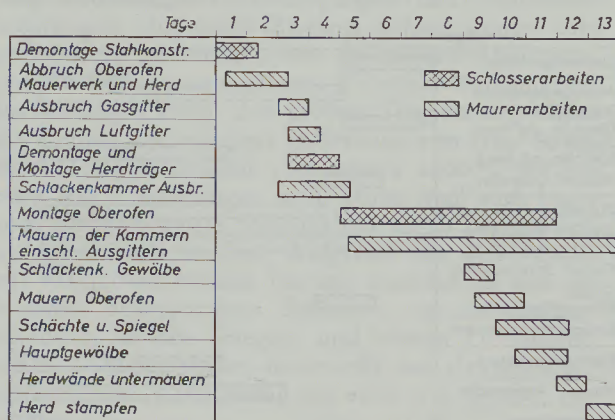 Tage 1 2 3 4 5 6 7 8 9 10 11 12 13
Demontage Stahlkonstr.
Abbruch Oberofen
Mauerwerk und Herd
Schlosserarbeiten
Ausbruch Gasgitter
Maurerarbeiten
Ausbruch Luftgitter
Demontage und
Montage Herdträger
Schlackenkammer Ausbr.
Montage Oberofen
Mauern der Kammern
einschl. Ausgittern
Schlackenk. Gewölbe
Mauern Oberofen
Schächte u. Spiegel
Hauptgewölbe
Herdwände untermauern
Herd stampfen